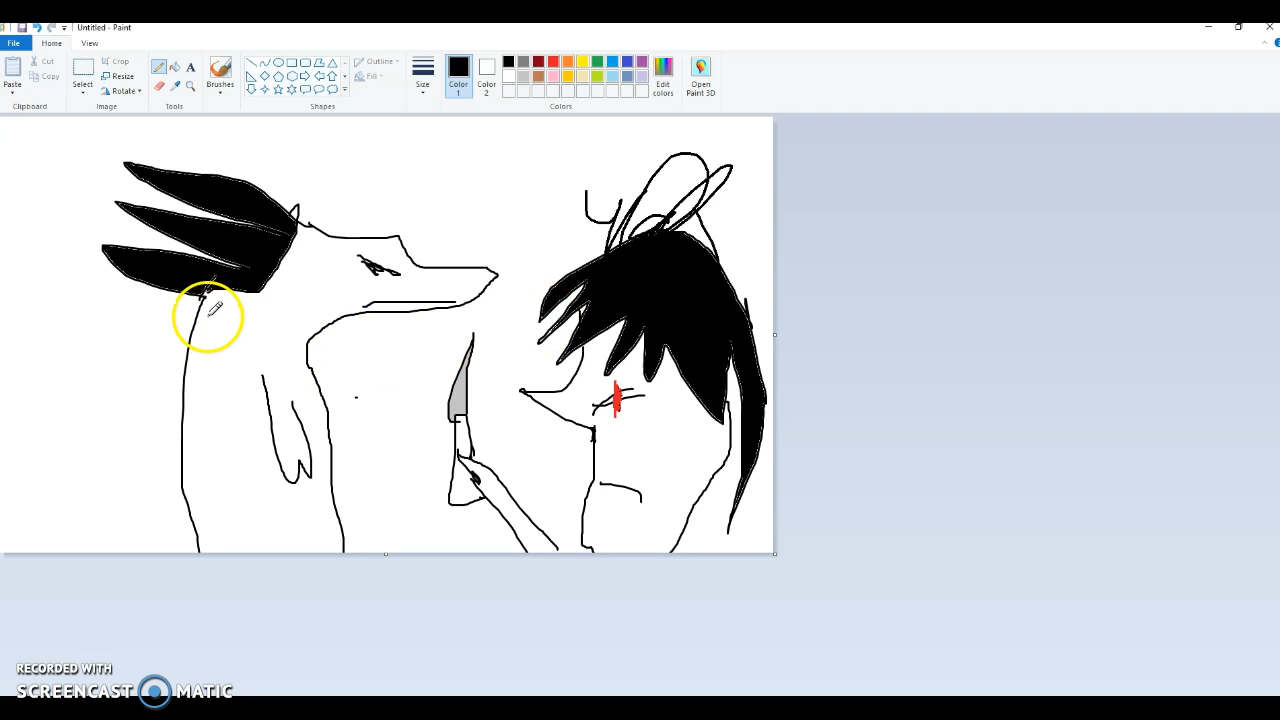 Untitled - Paint
File Home View
Cut Crop Outline
Copy Resize Fill Edit Open
Paste Select Rotate Brushes Size Color Color colors Paint 3D
1 2
Clipboard Image Tools Shapes Colors
A
RECORDED WITH
SCREENCAST MATIC